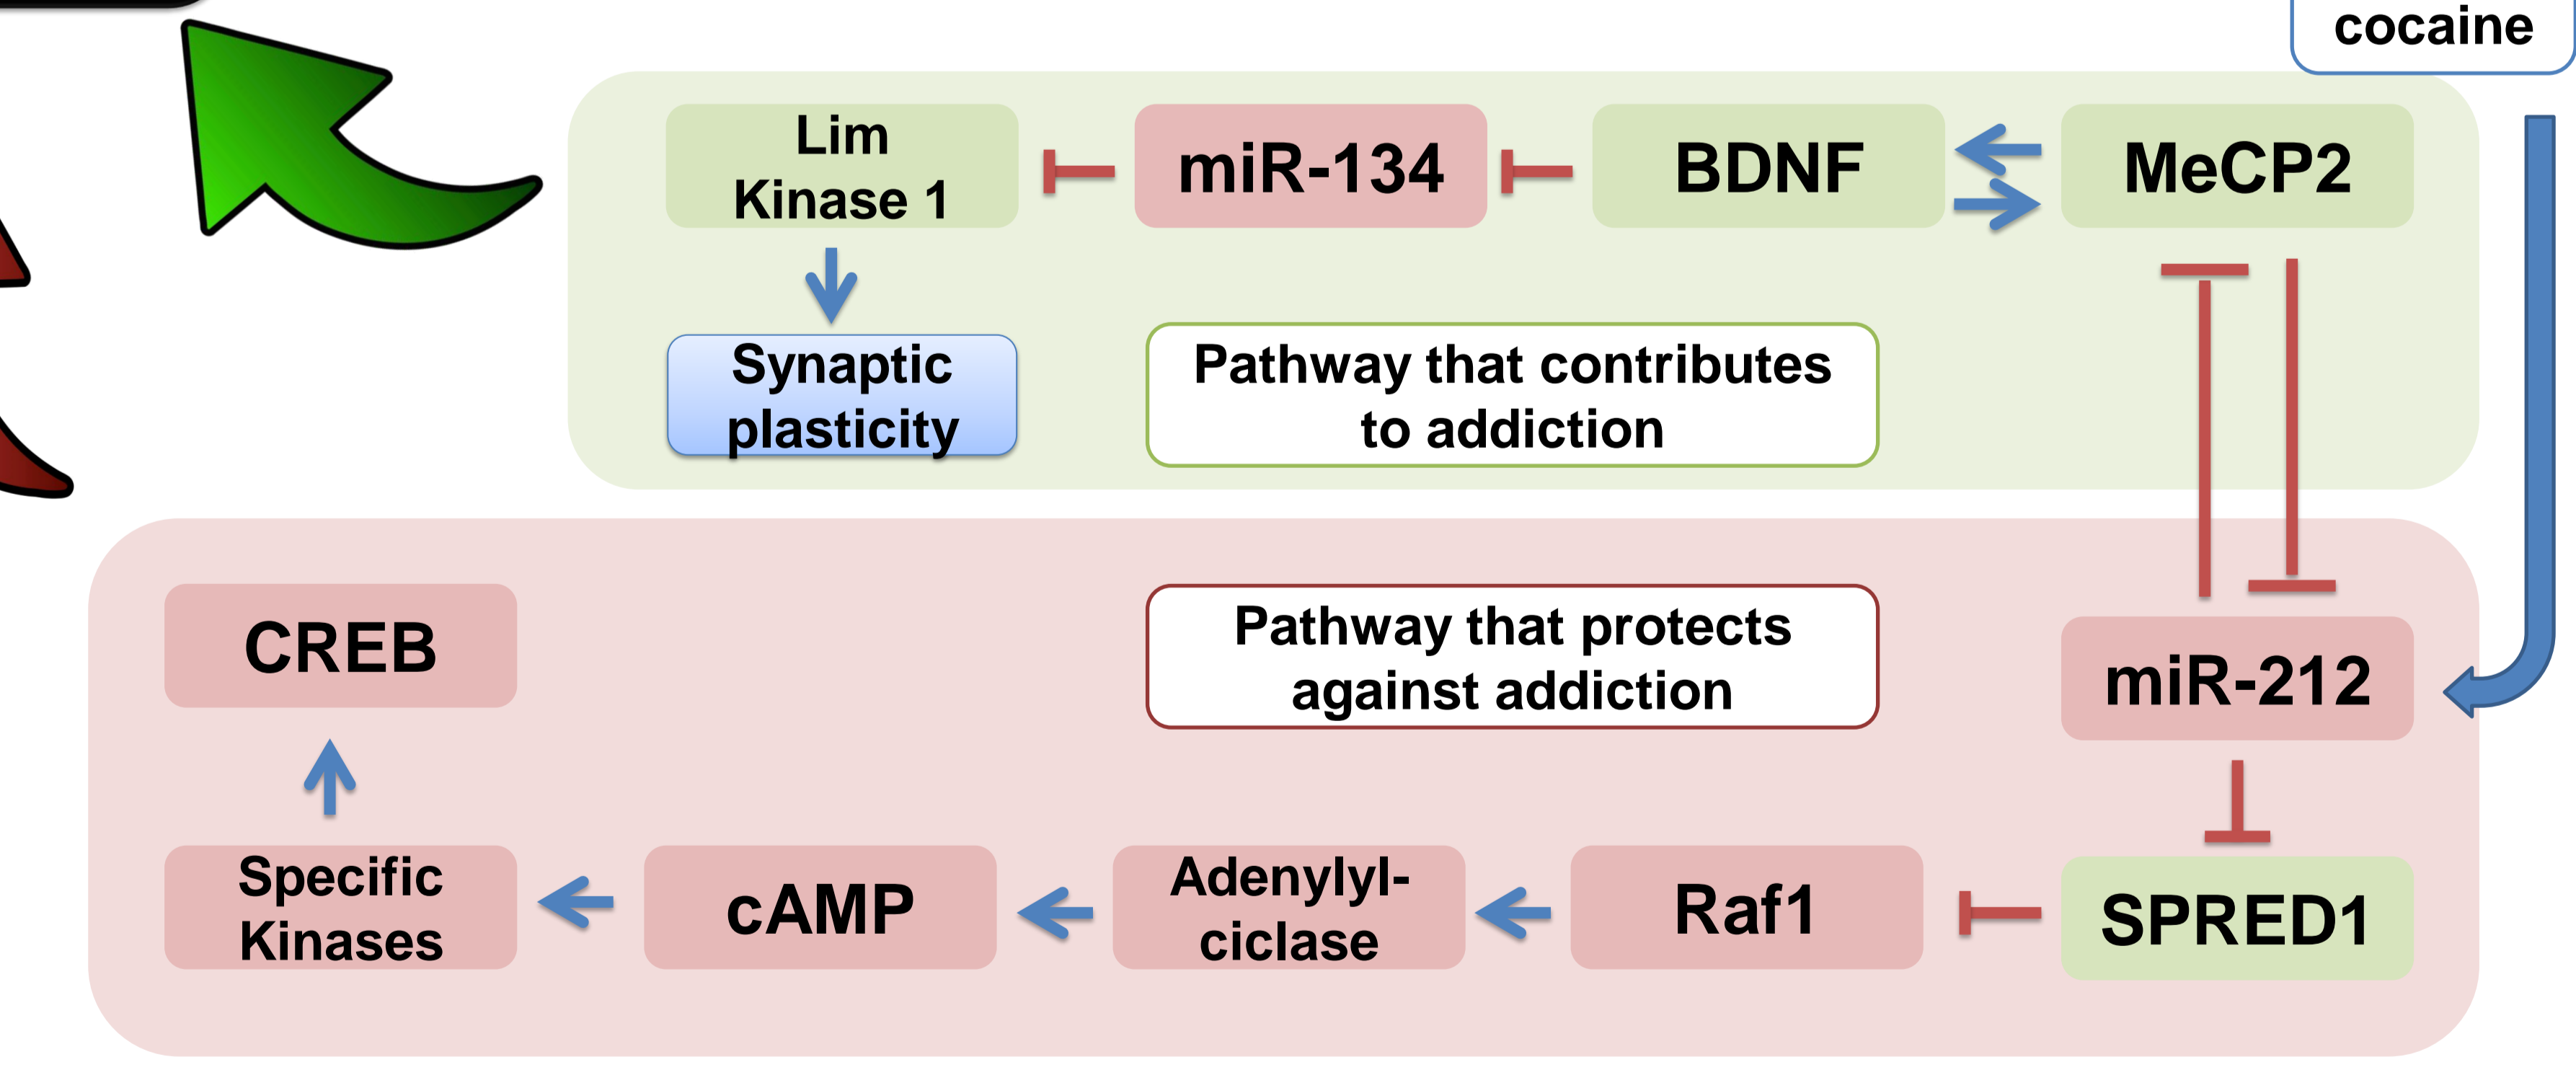 cocaine
Lim
Kinase 1
miR-134
BDNF
MeCP2
Synaptic
plasticity
Pathway that contributes
to addiction
CREB
Pathway that protects
against addiction
miR-212
Specific
Kinases
cAMP
Adenylyl-
ciclase
Raf1
SPRED1